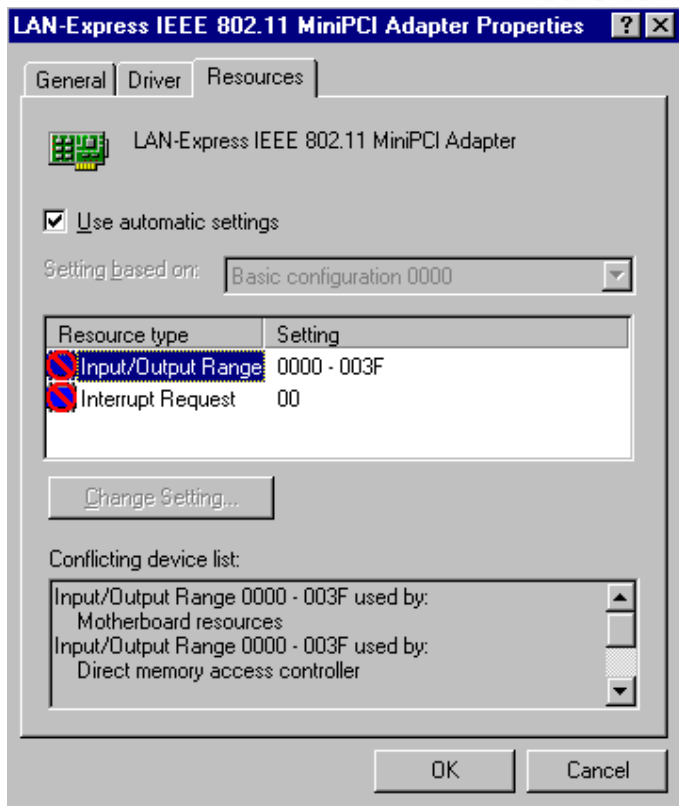 LAN-Express IEEE 802.11 MiniPCI Adapter Properties
General Driver Resources
LAN-Express IEEE 802.11 MiniPCI Adapter
Use automatic settings
Setting based on: Basic configuration 0000
Resource type Setting
Input/Output Range 0000 - 003F
Interrupt Request 00
Change Setting...
Conflicting device list:
Input/Output Range 0000 - 003F used by:
Motherboard resources
Input/Output Range 0000 - 003F used by:
Direct memory access controller
OK Cancel